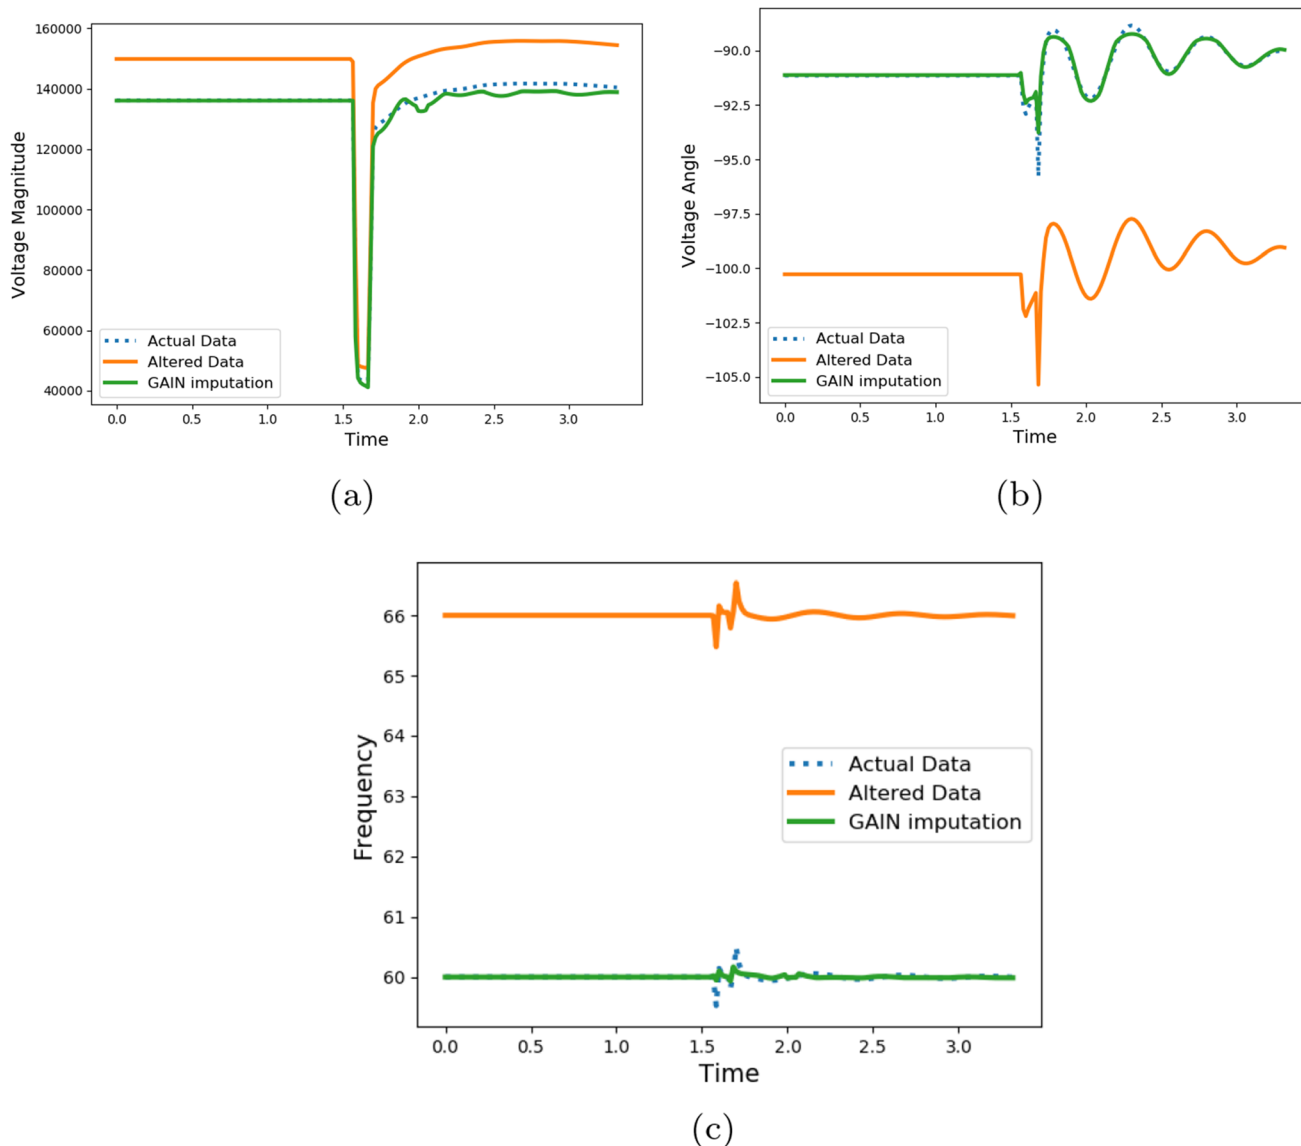 160000
140000
120000
100000
80000
60000
40000
Voltage Magnitude
Actual Data
Altered Data
GAIN imputation
0.0 0.5 1.0 1.5 2.0 2.5 3.0
Time
(a)
−90.0
−92.5
−95.0
−97.5
−100.0
−102.5
−105.0
Voltage Angle
Actual Data
Altered Data
GAIN imputation
0.0 0.5 1.0 1.5 2.0 2.5 3.0
Time
(b)
66
65
64
63
62
61
60
Frequency
Actual Data
Altered Data
GAIN imputation
0.0 0.5 1.0 1.5 2.0 2.5 3.0
Time
(c)